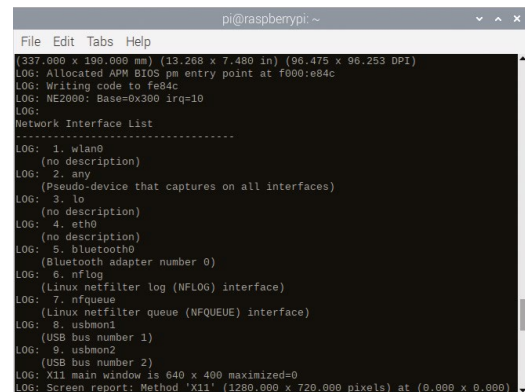 pi@raspberrypi: ~
File Edit Tabs Help
(337.000 x 190.000 mm) (13.268 x 7.480 in) (96.475 x 96.253 DPI)
LOG: Allocated APM BIOS pm entry point at f000:e84c
LOG: Writing code to fe84c
LOG: NE2000: Base=0x300 irq=10
LOG:
Network Interface List
-----------------------------------
LOG:  1. wlan0
    (no description)
LOG:  2. any
    (Pseudo-device that captures on all interfaces)
LOG:  3. lo
    (no description)
LOG:  4. eth0
    (no description)
LOG:  5. bluetooth0
    (Bluetooth adapter number 0)
LOG:  6. nflog
    (Linux netfilter log (NFLOG) interface)
LOG:  7. nfqueue
    (Linux netfilter queue (NFQUEUE) interface)
LOG:  8. usbmon1
    (USB bus number 1)
LOG:  9. usbmon2
    (USB bus number 2)
LOG: X11 main window is 640 x 400 maximized=0
LOG: Screen report: Method 'X11' (1280.000 x 720.000 pixels) at (0.000 x 0.000)